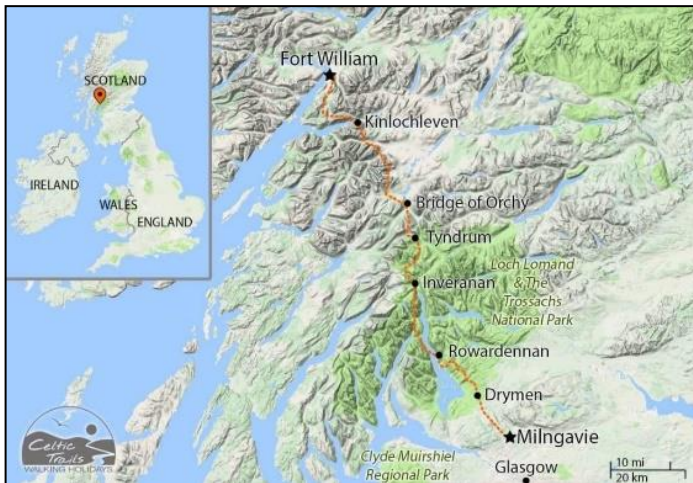 SCOTLAND
IRELAND
WALES
ENGLAND
Fort William
Kinlochleven
Bridge of Orchy
Tyndrum
Inveranan
Loch Lomand
& The
Trossachs
National Park
Rowardennan
Drymen
Milngavie
Clyde Muirshiel
Regional Park
Glasgow
10 mi
20 km
Celtic
Trails
WALKING HOLIDAYS